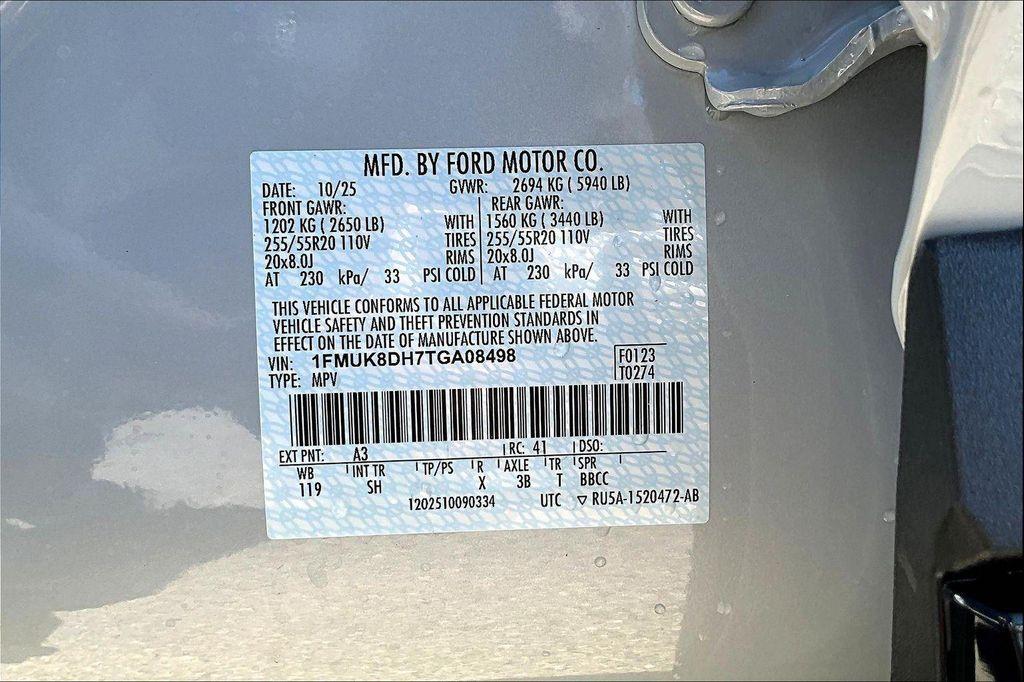 MFD. BY FORD MOTOR CO.
DATE: 10/25 GVWR: 2694 KG ( 5940 LB)
FRONT GAWR: REAR GAWR:
1202 KG ( 2650 LB) WITH 1560 KG ( 3440 LB) WITH
255/55R20 110V TIRES 255/55R20 110V TIRES
20x8.0J RIMS 20x8.0J RIMS
AT 230 kPa/ 33 PSI COLD AT 230 kPa/ 33 PSI COLD
THIS VEHICLE CONFORMS TO ALL APPLICABLE FEDERAL MOTOR
VEHICLE SAFETY AND THEFT PREVENTION STANDARDS IN
EFFECT ON THE DATE OF MANUFACTURE SHOWN ABOVE.
VIN: 1FMUK8DH7TGA08498 F0123
TYPE: MPV T0274
EXT PNT: A3 RC: 41 DSO:
WB INT TR TP/PS R AXLE TR SPR
119 SH X 3B T BBCC
1202510090334 UTC ▽ RU5A-1520472-AB